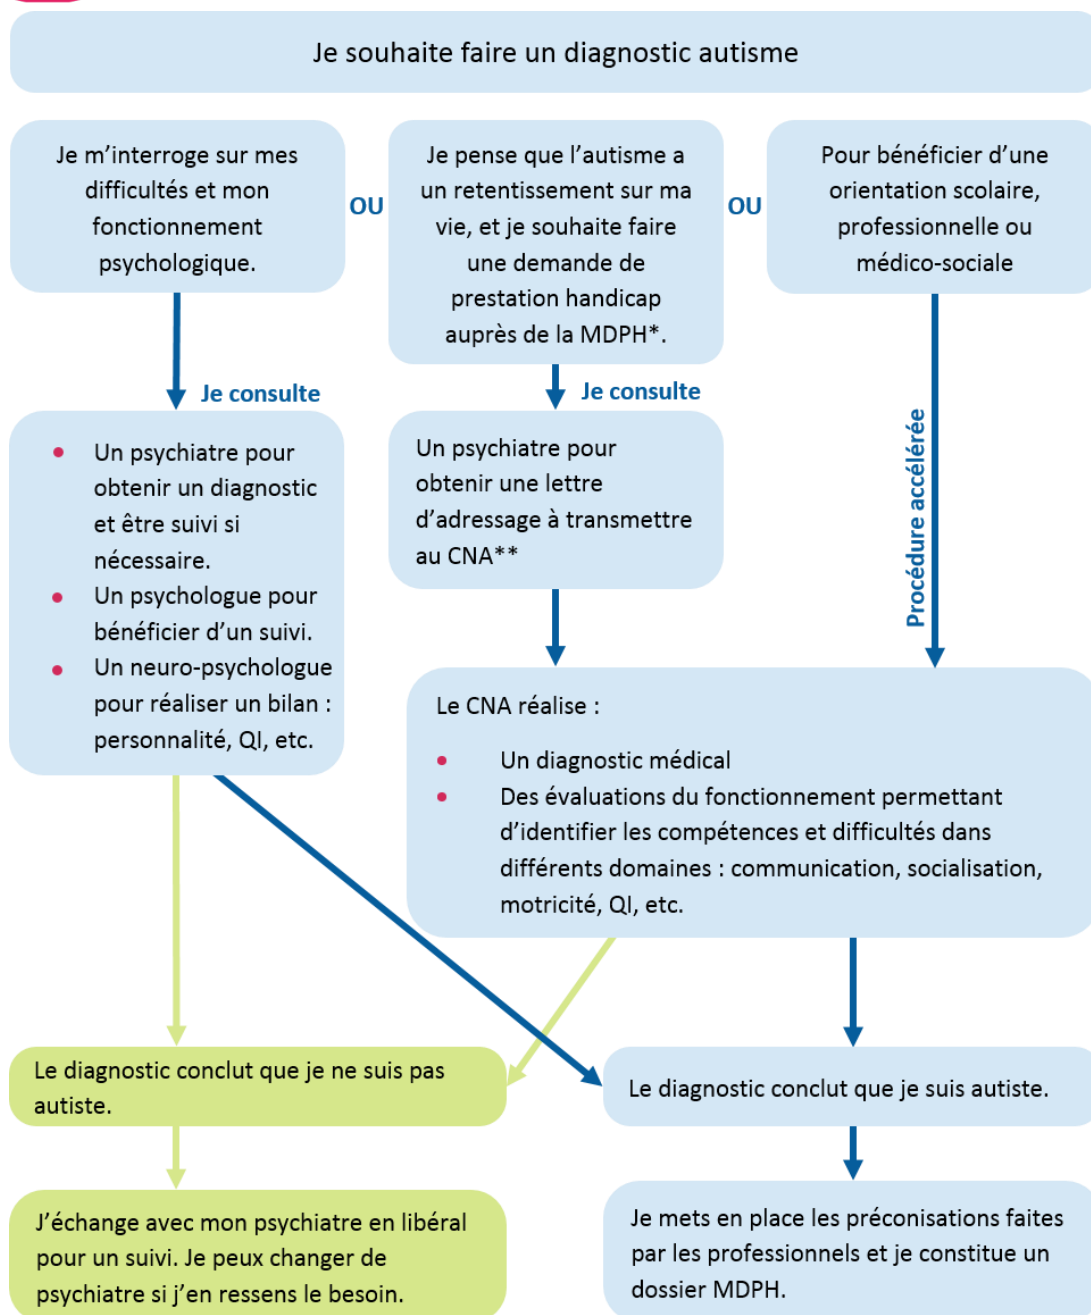 Je souhaite faire un diagnostic autisme
Je m’interroge sur mes
difficultés et mon
fonctionnement
psychologique.
OU
Je pense que l’autisme a
un retentissement sur ma
vie, et je souhaite faire
une demande de
prestation handicap
auprès de la MDPH*.
OU
Pour bénéficier d’une
orientation scolaire,
professionnelle ou
médico-sociale
Je consulte
Je consulte
Procédure accélérée
• Un psychiatre pour
obtenir un diagnostic
et être suivi si
nécessaire.
• Un psychologue pour
bénéficier d’un suivi.
• Un neuro-psychologue
pour réaliser un bilan :
personnalité, QI, etc.
Un psychiatre pour
obtenir une lettre
d’adressage à transmettre
au CNA**
Le CNA réalise :
• Un diagnostic médical
• Des évaluations du fonctionnement permettant
d’identifier les compétences et difficultés dans
différents domaines : communication, socialisation,
motricité, QI, etc.
Le diagnostic conclut que je ne suis pas
autiste.
Le diagnostic conclut que je suis autiste.
J’échange avec mon psychiatre en libéral
pour un suivi. Je peux changer de
psychiatre si j’en ressens le besoin.
Je mets en place les préconisations faites
par les professionnels et je constitue un
dossier MDPH.